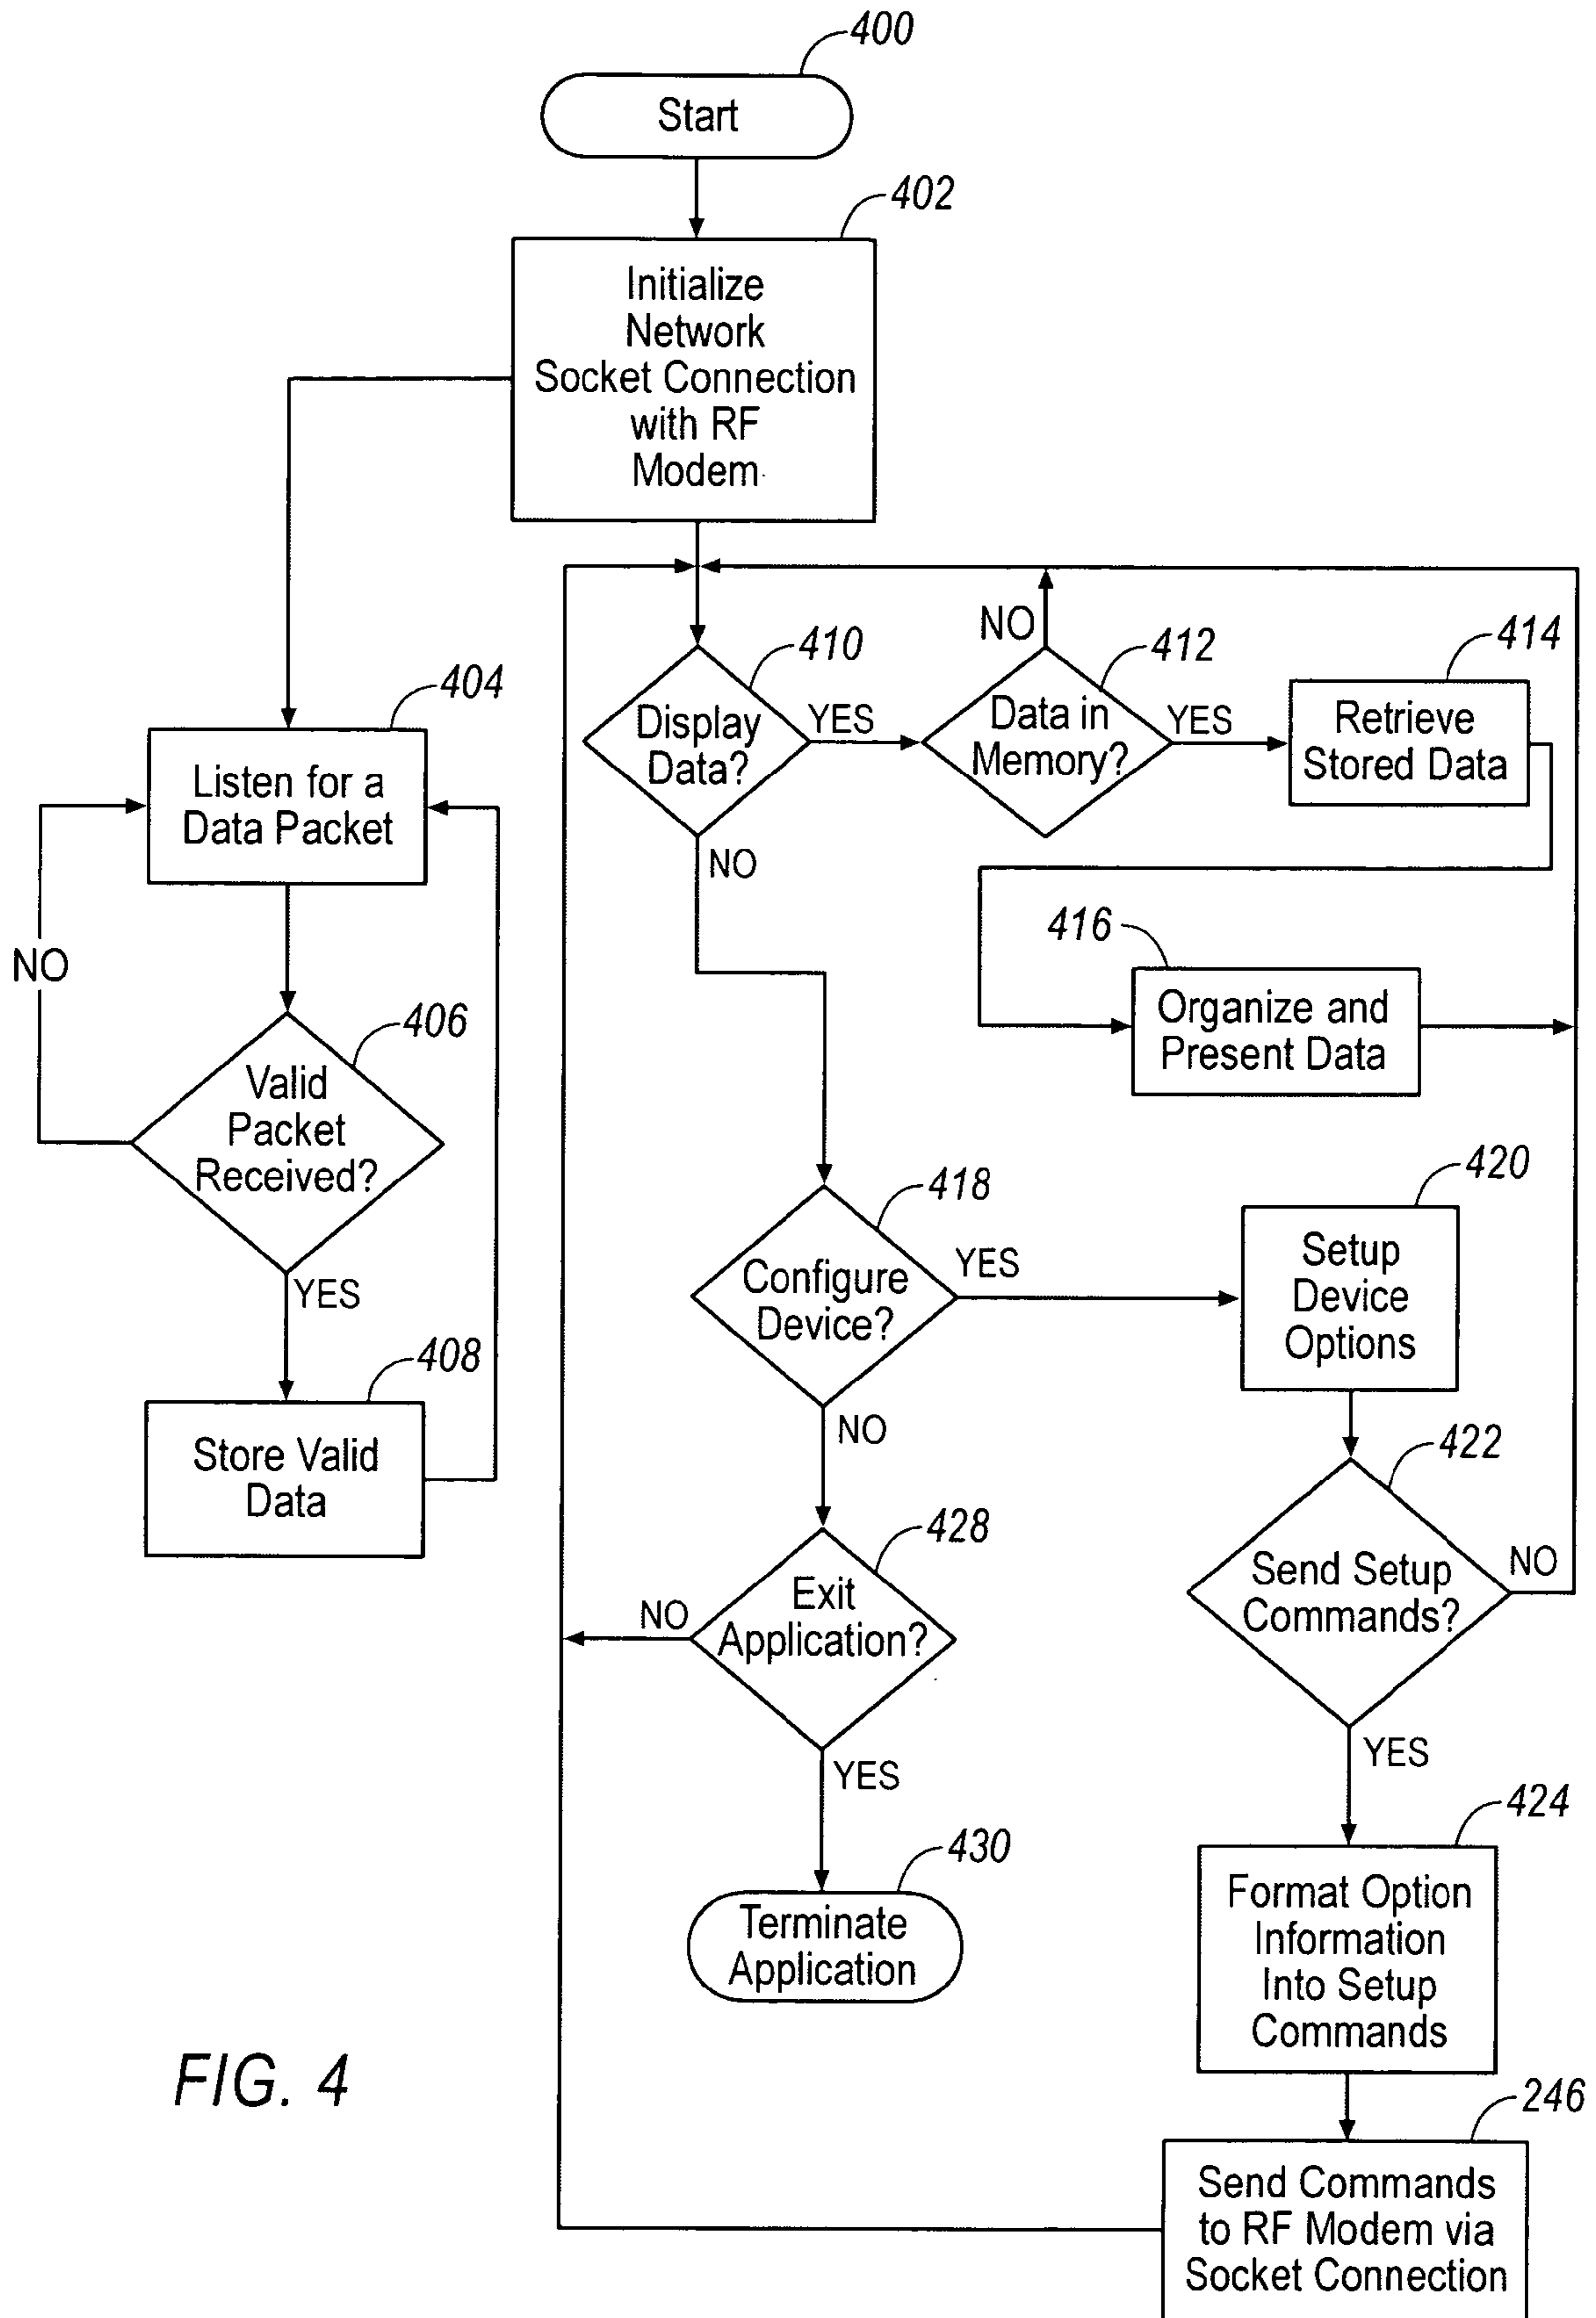 400
Start
402
Initialize
Network
Socket Connection
with RF
Modem
410
Display
Data?
YES
NO
412
Data in
Memory?
NO
YES
414
Retrieve
Stored Data
404
Listen for a
Data Packet
416
Organize and
Present Data
NO
406
Valid
Packet
Received?
YES
408
Store Valid
Data
418
Configure
Device?
YES
NO
420
Setup
Device
Options
422
Send Setup
Commands?
NO
YES
428
Exit
Application?
NO
YES
430
Terminate
Application
424
Format Option
Information
Into Setup
Commands
246
Send Commands
to RF Modem via
Socket Connection
FIG. 4